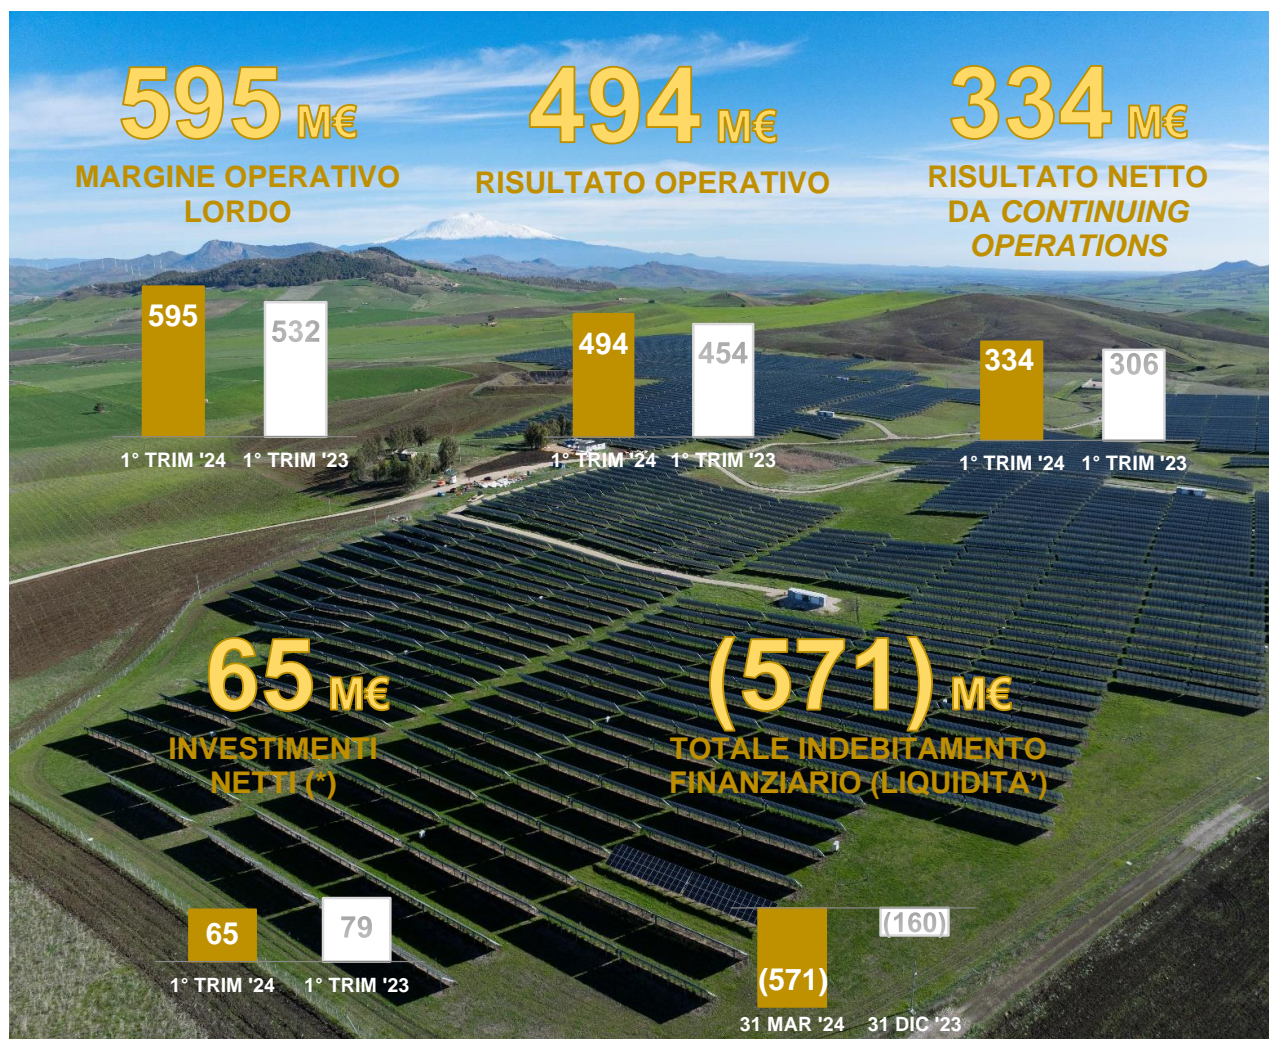 595 M€
MARGINE OPERATIVO
LORDO
494 M€
RISULTATO OPERATIVO
334 M€
RISULTATO NETTO
DA CONTINUING
OPERATIONS
595
532
1° TRIM '24 1° TRIM '23
494
454
1° TRIM '24 1° TRIM '23
334
306
1° TRIM '24 1° TRIM '23
65 M€
INVESTIMENTI
NETTI (*)
(571) M€
TOTALE INDEBITAMENTO
FINANZIARIO (LIQUIDITA’)
65
79
1° TRIM '24 1° TRIM '23
(571)
(160)
31 MAR '24 31 DIC '23